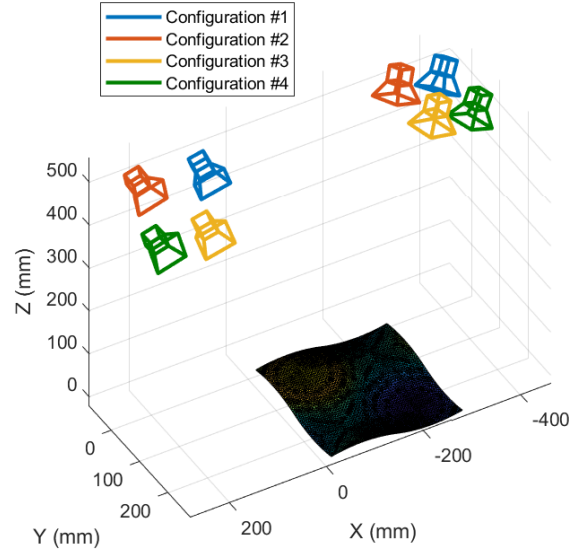 Configuration #1
Configuration #2
Configuration #3
Configuration #4
500
400
300
200
100
0
Z (mm)
0
100
200
Y (mm)
200
0
-200
-400
X (mm)